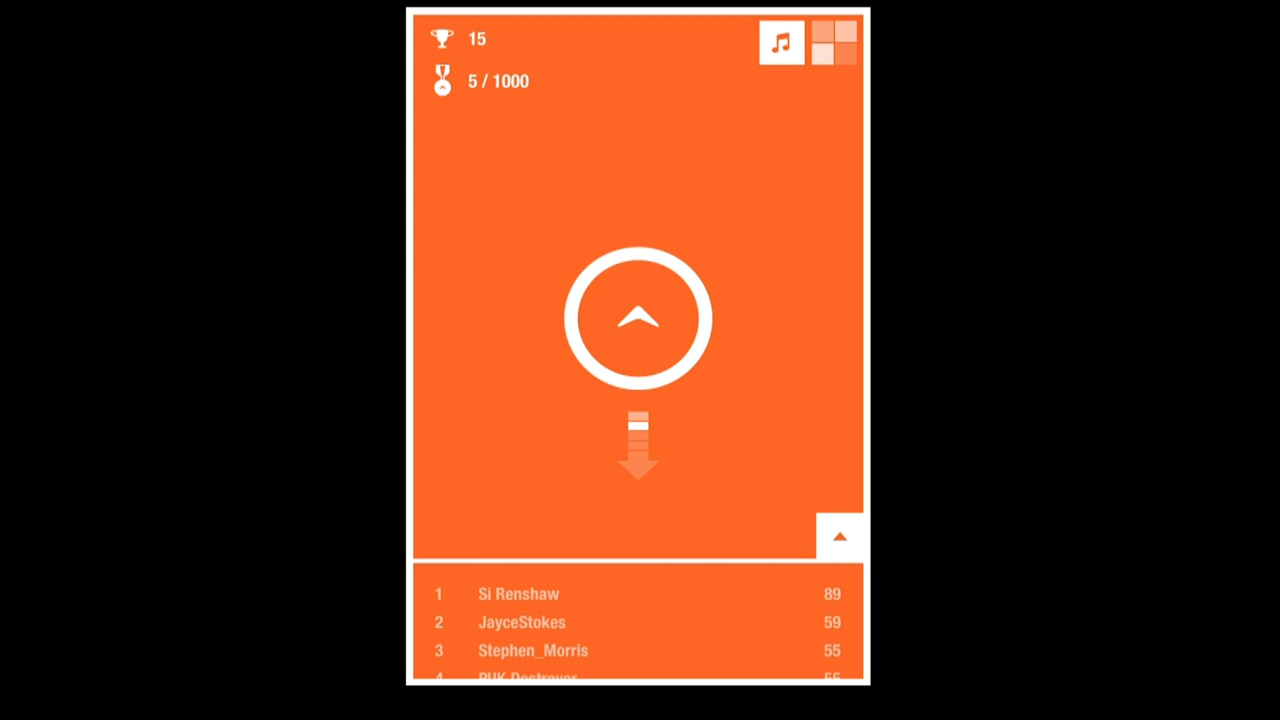 15
5 / 1000
1 Si Renshaw 89
2 JayceStokes 59
3 Stephen_Morris 55